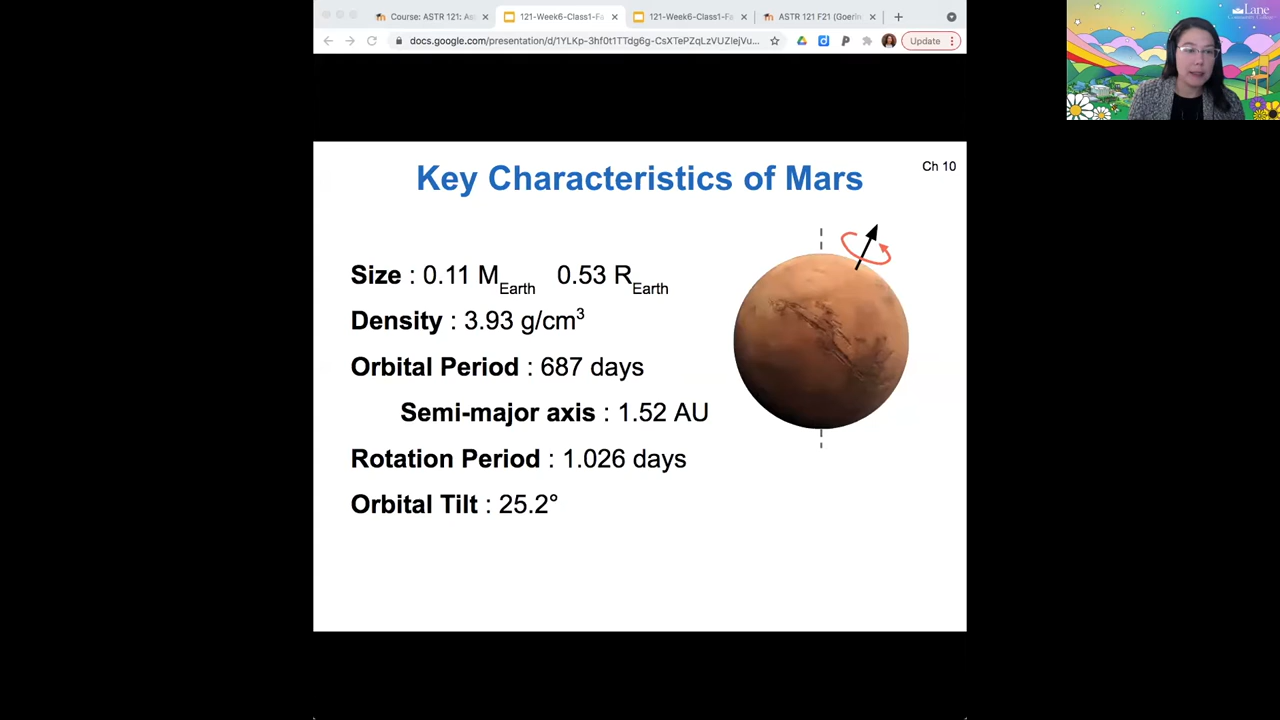 Course: ASTR 121: As
121-Week6-Class1-Fa
121-Week6-Class1-Fa
ASTR 121 F21 (Goerin
docs.google.com/presentation/d/1YLKp-3hf0t1TTdg6g-CsXTePZqLzVUZlejVu...
Update
Lane
Community College
Key Characteristics of Mars
Ch 10
Size : 0.11 MEarth 0.53 REarth
Density : 3.93 g/cm3
Orbital Period : 687 days
Semi-major axis : 1.52 AU
Rotation Period : 1.026 days
Orbital Tilt : 25.2°